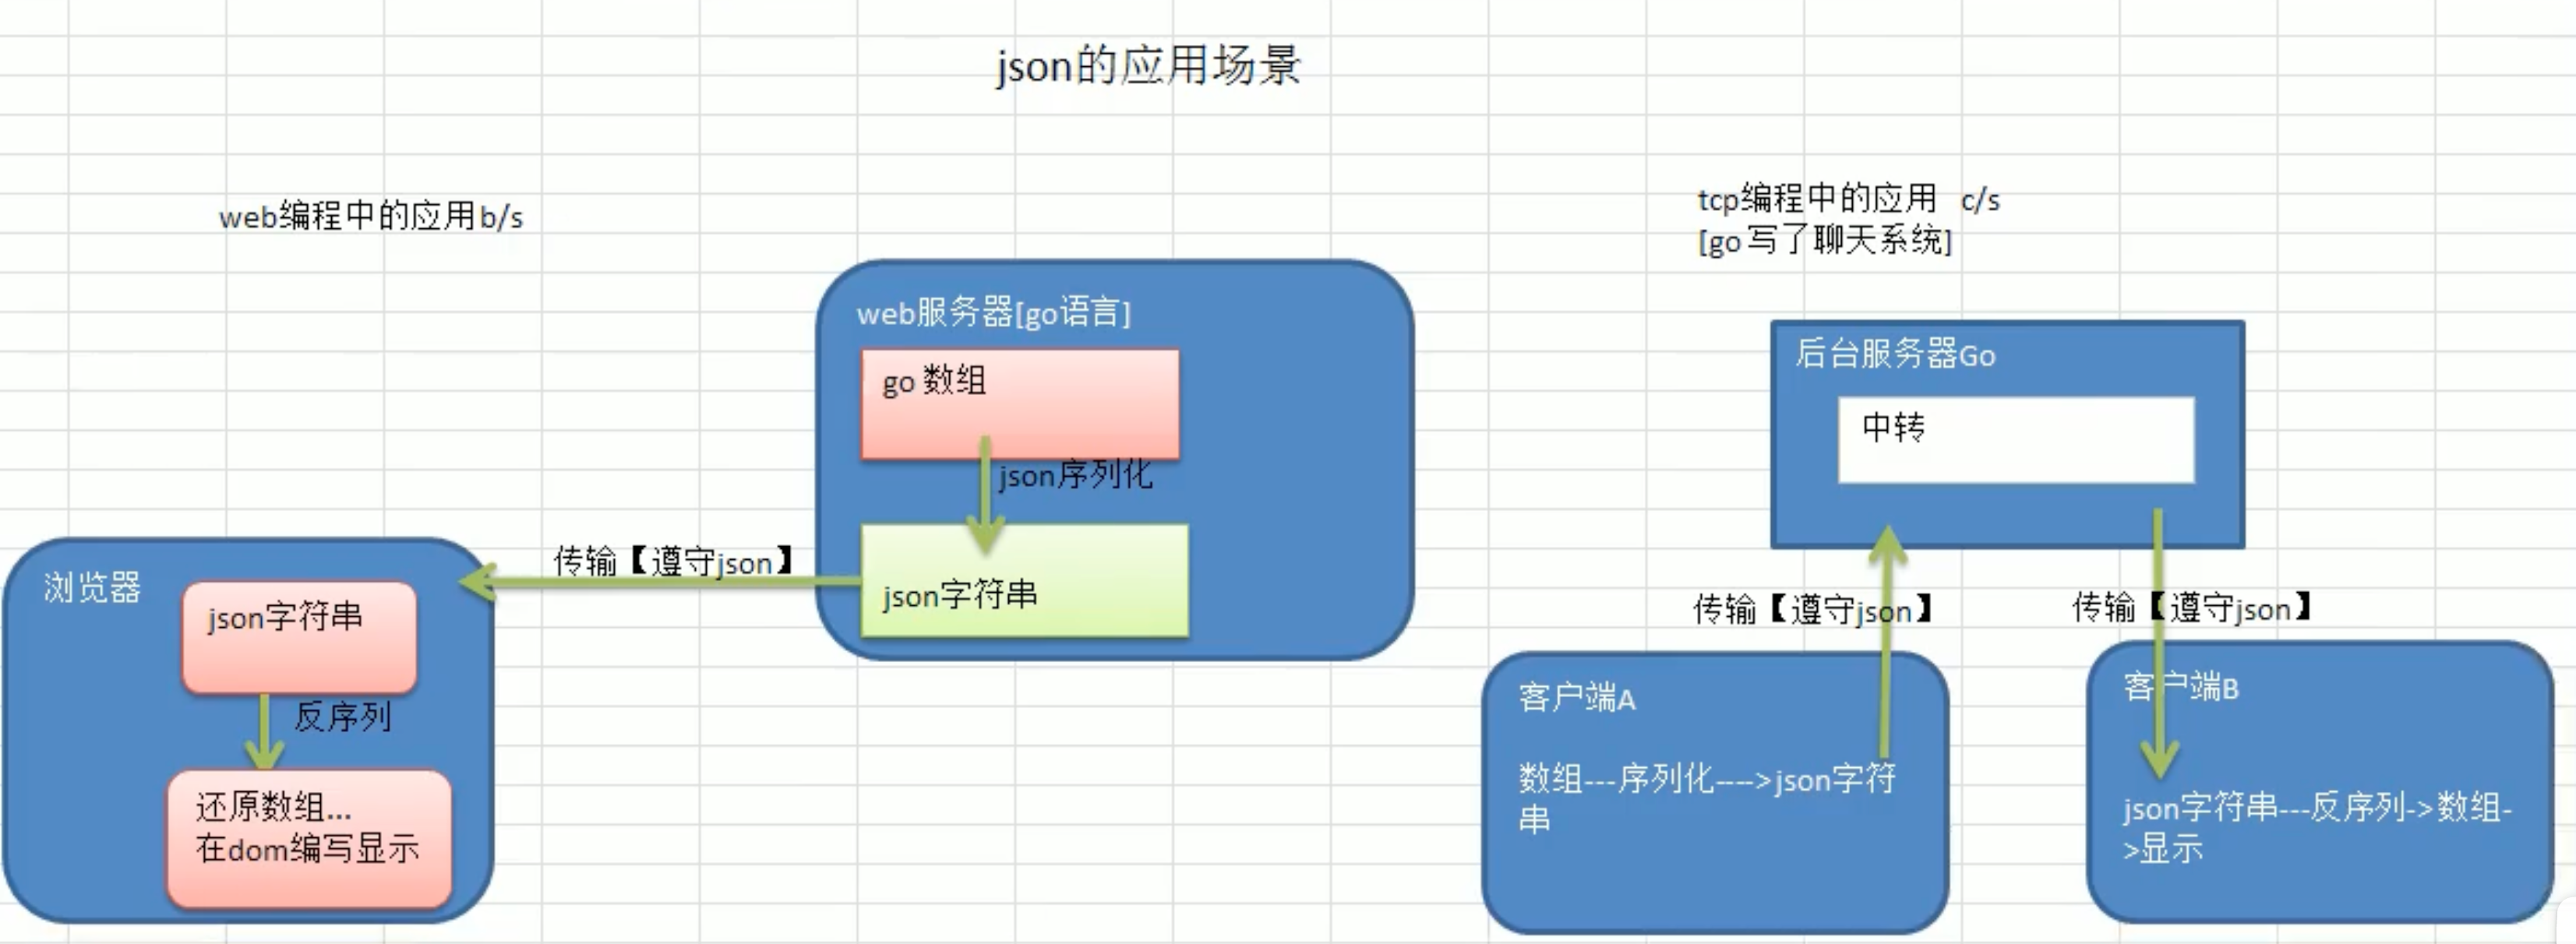 json的应用场景
web编程中的应用b/s
web服务器[go语言]
go 数组
json序列化
json字符串
传输【遵守json】
浏览器
json字符串
反序列
还原数组...
在dom编写显示
tcp编程中的应用 c/s
[go 写了聊天系统]
后台服务器Go
中转
传输【遵守json】
传输【遵守json】
客户端A
数组---序列化---->json字符
串
客户端B
json字符串---反序列->数组-
>显示